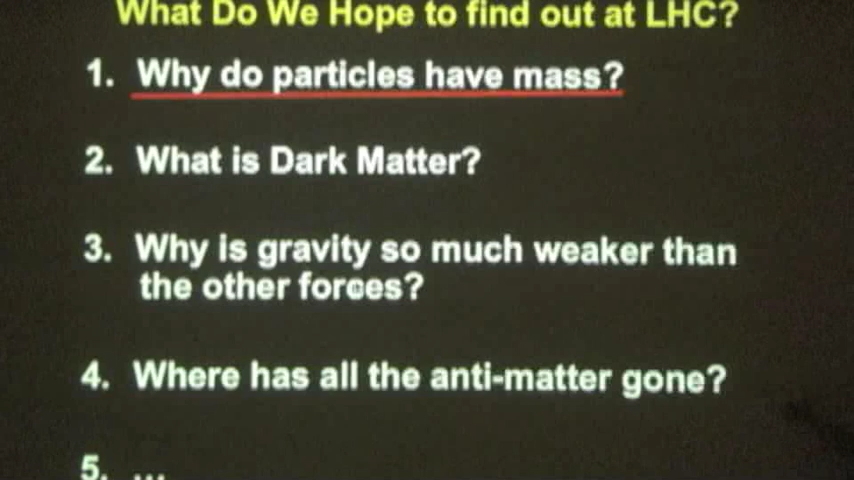 What Do We Hope to find out at LHC?
1. Why do particles have mass?
2. What is Dark Matter?
3. Why is gravity so much weaker than
the other forces?
4. Where has all the anti-matter gone?
5. ...